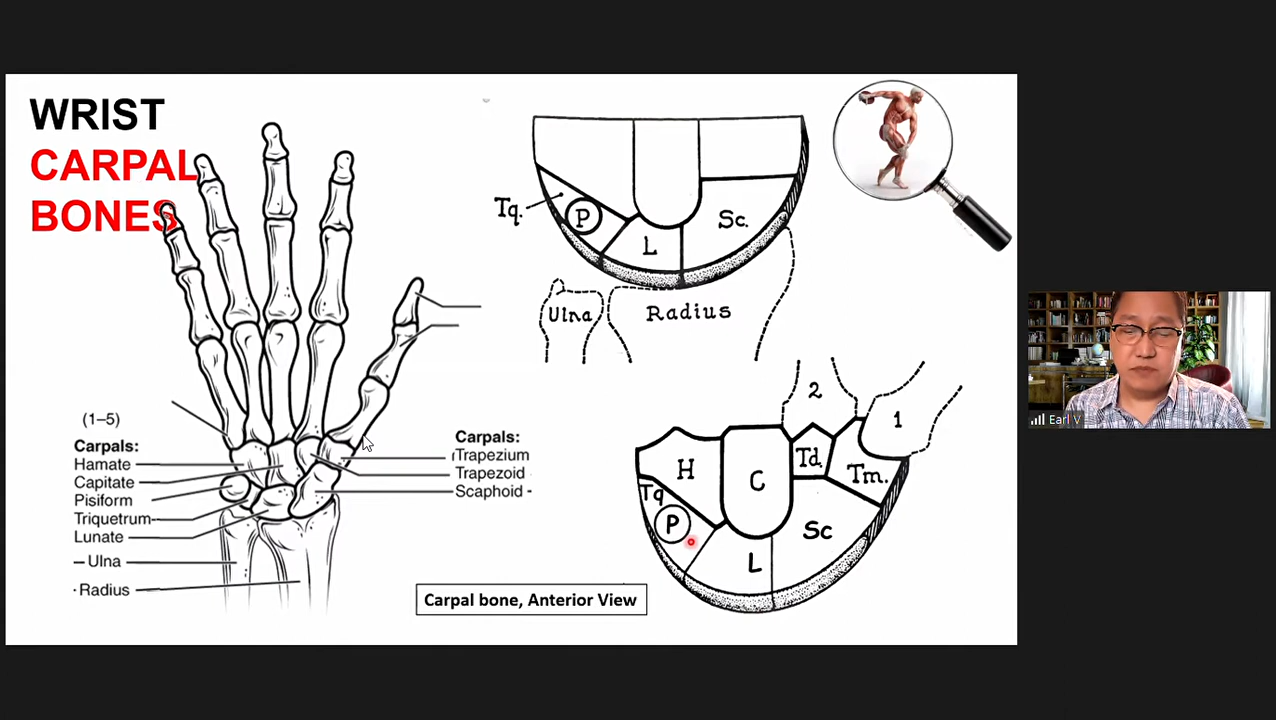 WRIST
CARPAL
BONES
Tq.
P
L
Sc.
Ulna
Radius
2
1
H
C
Td.
Tm.
Tq
P
L
Sc
(1–5)
Carpals:
Hamate
Capitate
Pisiform
Triquetrum
Lunate
Ulna
Radius
Carpals:
Trapezium
Trapezoid
Scaphoid
Carpal bone, Anterior View
Earl V